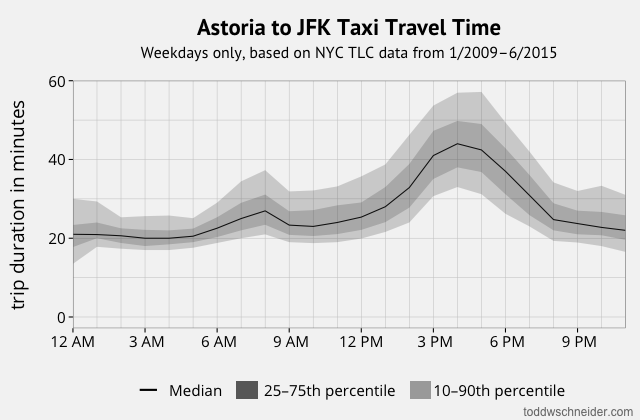 Astoria to JFK Taxi Travel Time
Weekdays only, based on NYC TLC data from 1/2009–6/2015
trip duration in minutes
60
40
20
0
12 AM 3 AM 6 AM 9 AM 12 PM 3 PM 6 PM 9 PM
Median 25–75th percentile 10–90th percentile
toddwschneider.com